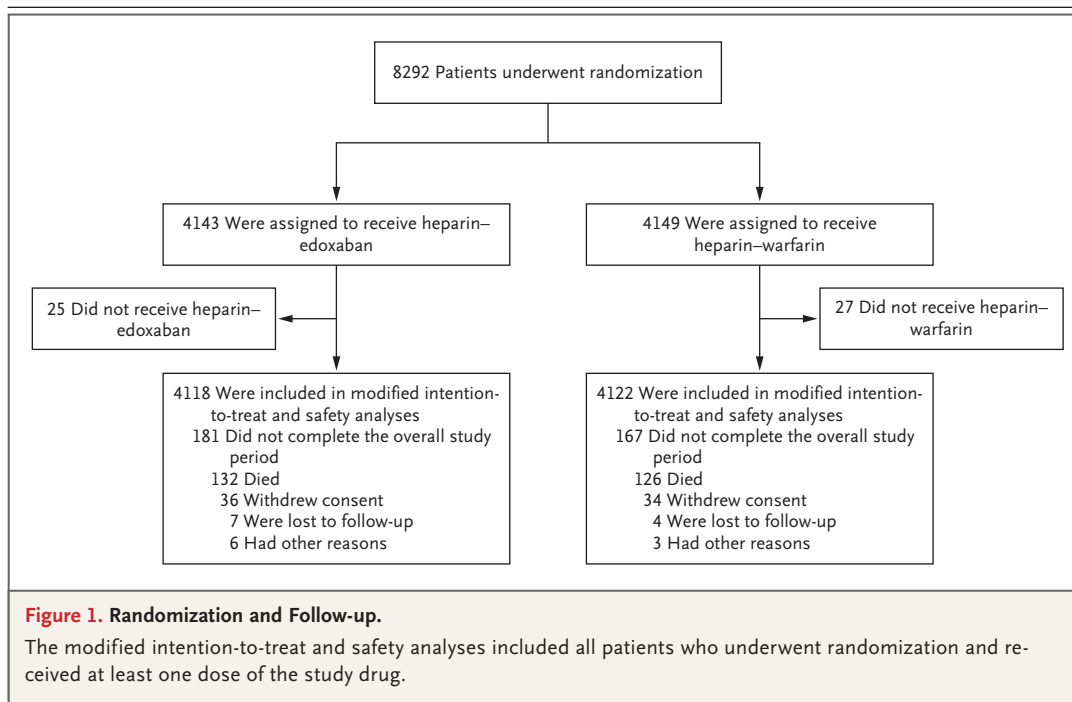 8292 Patients underwent randomization
4143 Were assigned to receive heparin–
edoxaban
4149 Were assigned to receive
heparin–warfarin
25 Did not receive heparin–
edoxaban
27 Did not receive heparin–
warfarin
4118 Were included in modified intention-
to-treat and safety analyses
181 Did not complete the overall study
period
132 Died
36 Withdrew consent
7 Were lost to follow-up
6 Had other reasons
4122 Were included in modified intention-
to-treat and safety analyses
167 Did not complete the overall study
period
126 Died
34 Withdrew consent
4 Were lost to follow-up
3 Had other reasons
Figure 1. Randomization and Follow-up.
The modified intention-to-treat and safety analyses included all patients who underwent randomization and re-
ceived at least one dose of the study drug.